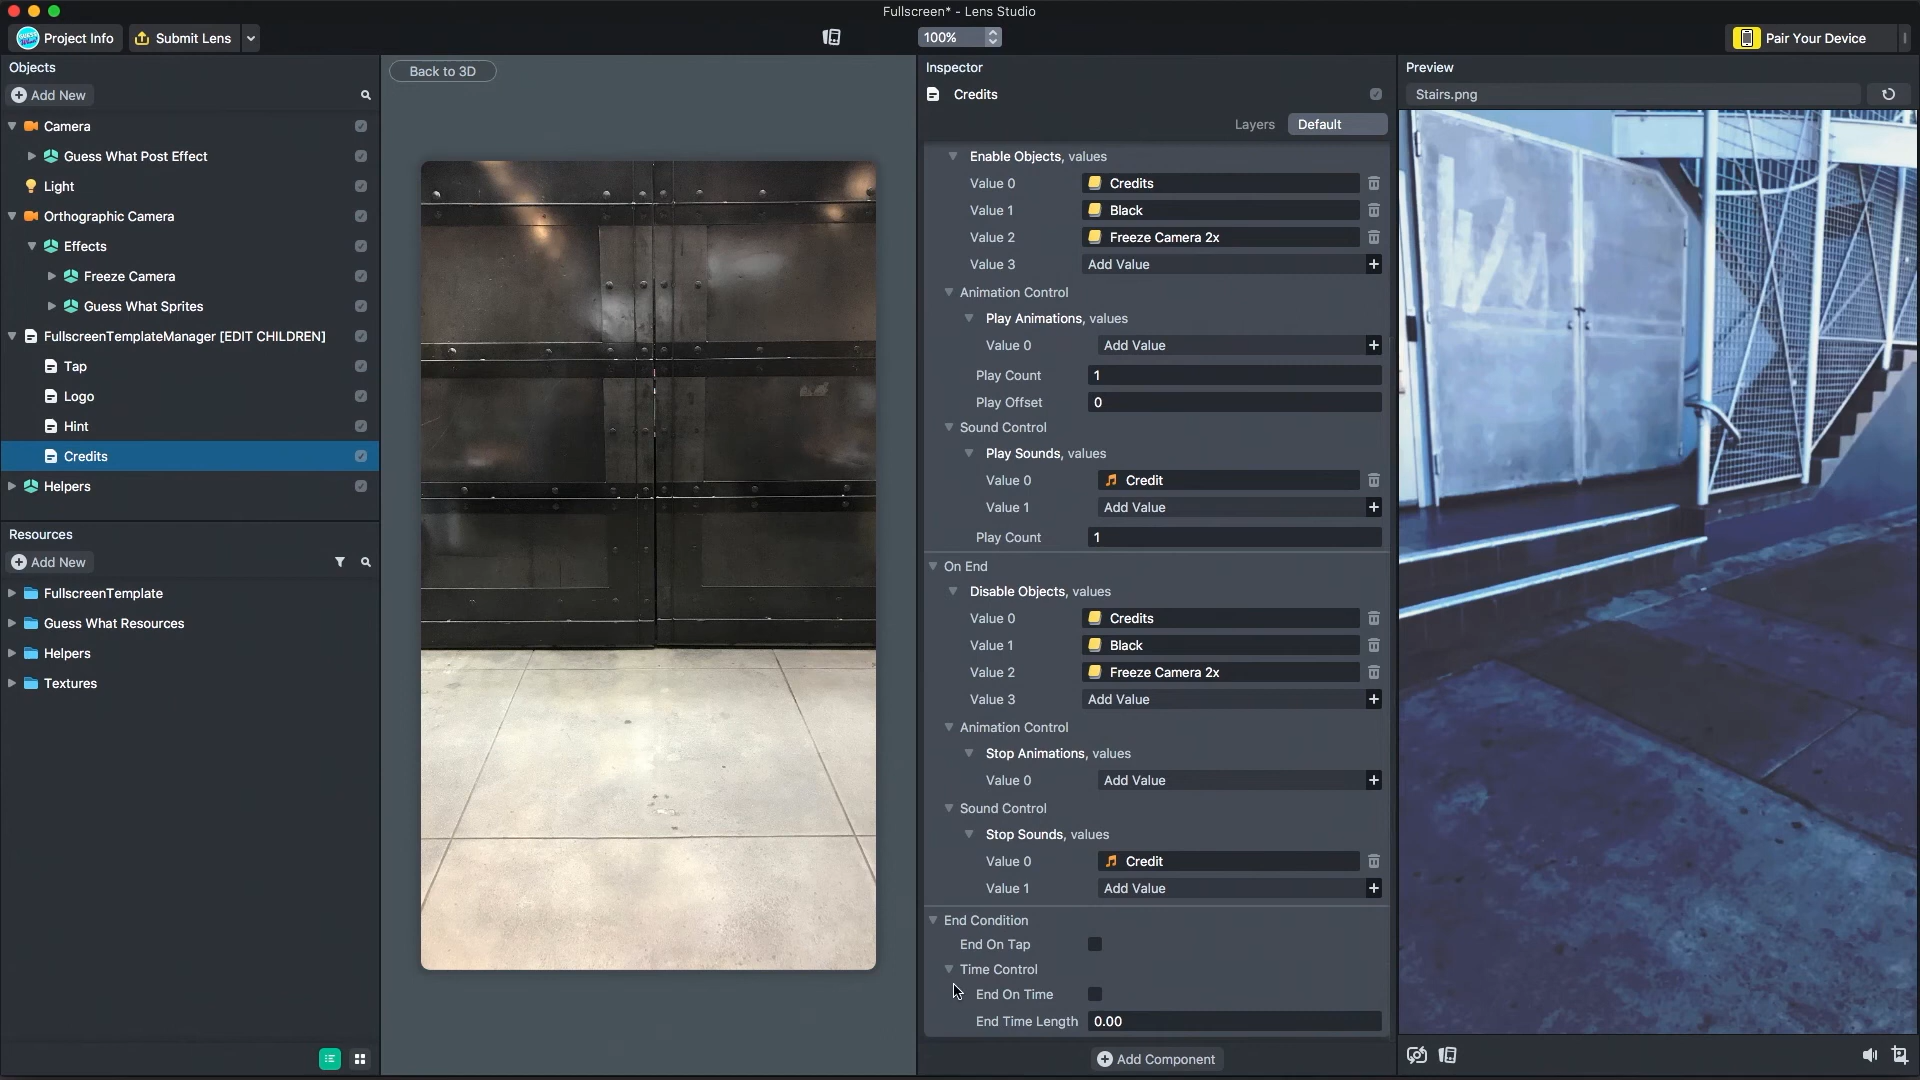 Fullscreen* - Lens Studio
Project Info
Submit Lens
100%
Pair Your Device
Objects
Add New
Camera
Guess What Post Effect
Light
Orthographic Camera
Effects
Freeze Camera
Guess What Sprites
FullscreenTemplateManager [EDIT CHILDREN]
Tap
Logo
Hint
Credits
Helpers
Resources
Add New
FullscreenTemplate
Guess What Resources
Helpers
Textures
Back to 3D
Inspector
Credits
Layers Default
Enable Objects, values
Value 0 Credits
Value 1 Black
Value 2 Freeze Camera 2x
Value 3 Add Value
Animation Control
Play Animations, values
Value 0 Add Value
Play Count 1
Play Offset 0
Sound Control
Play Sounds, values
Value 0 Credit
Value 1 Add Value
Play Count 1
On End
Disable Objects, values
Value 0 Credits
Value 1 Black
Value 2 Freeze Camera 2x
Value 3 Add Value
Animation Control
Stop Animations, values
Value 0 Add Value
Sound Control
Stop Sounds, values
Value 0 Credit
Value 1 Add Value
End Condition
End On Tap
Time Control
End On Time
End Time Length 0.00
Add Component
Preview
Stairs.png